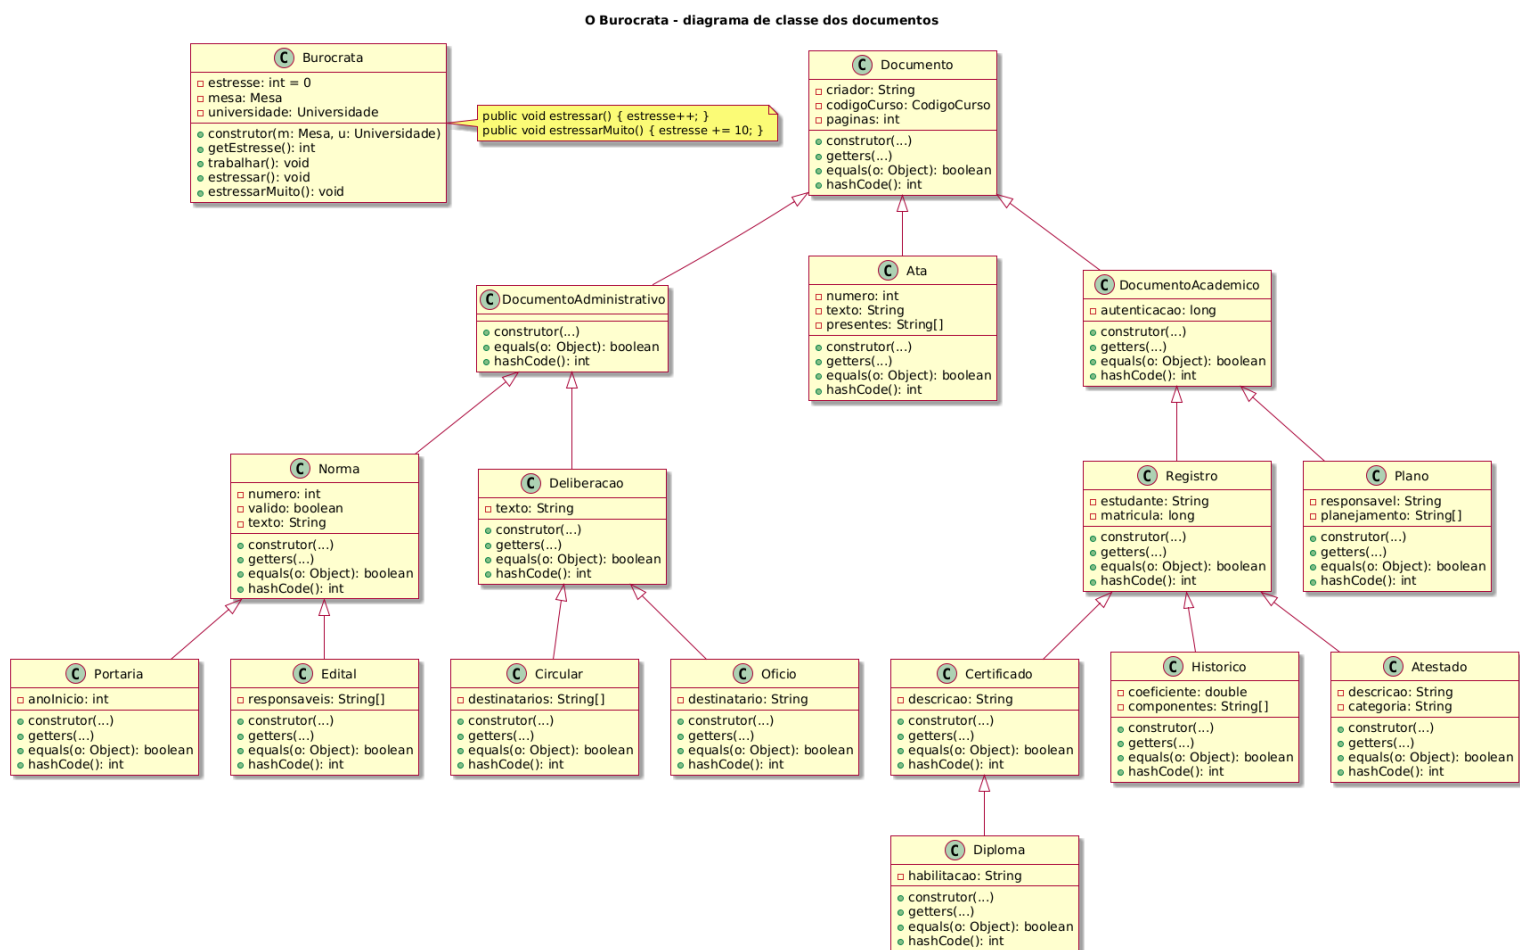 O Burocrata - diagrama de classe dos documentos
C Burocrata
estresse: int = 0
mesa: Mesa
universidade: Universidade
construtor(m: Mesa, u: Universidade)
getEstresse(): int
trabalhar(): void
estressar(): void
estressarMuito(): void
public void estressar() { estresse++; }
public void estressarMuito() { estresse += 10; }
C Documento
criador: String
codigoCurso: CodigoCurso
paginas: int
construtor(...)
getters(...)
equals(o: Object): boolean
hashCode(): int
C DocumentoAdministrativo
construtor(...)
equals(o: Object): boolean
hashCode(): int
C Ata
numero: int
texto: String
presentes: String[]
construtor(...)
getters(...)
equals(o: Object): boolean
hashCode(): int
C DocumentoAcademico
autenticacao: long
construtor(...)
getters(...)
equals(o: Object): boolean
hashCode(): int
C Norma
numero: int
valido: boolean
texto: String
construtor(...)
getters(...)
equals(o: Object): boolean
hashCode(): int
C Deliberacao
texto: String
construtor(...)
getters(...)
equals(o: Object): boolean
hashCode(): int
C Registro
estudante: String
matricula: long
construtor(...)
getters(...)
equals(o: Object): boolean
hashCode(): int
C Plano
responsavel: String
planejamento: String[]
construtor(...)
getters(...)
equals(o: Object): boolean
hashCode(): int
C Portaria
anoInicio: int
construtor(...)
getters(...)
equals(o: Object): boolean
hashCode(): int
C Edital
responsaveis: String[]
construtor(...)
getters(...)
equals(o: Object): boolean
hashCode(): int
C Circular
destinatarios: String[]
construtor(...)
getters(...)
equals(o: Object): boolean
hashCode(): int
C Oficio
destinatario: String
construtor(...)
getters(...)
equals(o: Object): boolean
hashCode(): int
C Certificado
descricao: String
construtor(...)
getters(...)
equals(o: Object): boolean
hashCode(): int
C Historico
coeficiente: double
componentes: String[]
construtor(...)
getters(...)
equals(o: Object): boolean
hashCode(): int
C Atestado
descricao: String
categoria: String
construtor(...)
getters(...)
equals(o: Object): boolean
hashCode(): int
C Diploma
habilitacao: String
construtor(...)
getters(...)
equals(o: Object): boolean
hashCode(): int